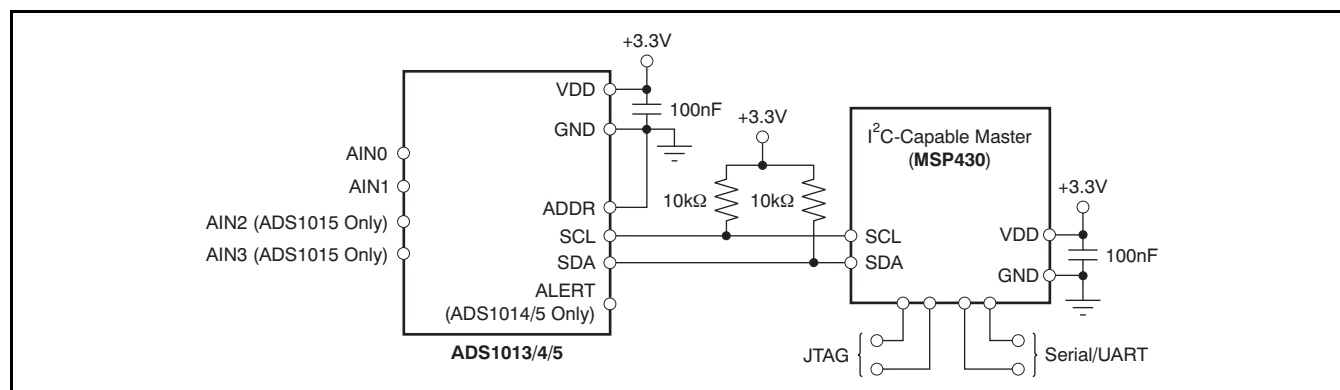 +3.3V
VDD
100nF
GND
AIN0
AIN1
AIN2 (ADS1015 Only)
AIN3 (ADS1015 Only)
ADDR
SCL
SDA
ALERT
(ADS1014/5 Only)
ADS1013/4/5
+3.3V
10kΩ
10kΩ
I²C-Capable Master
(MSP430)
SCL
SDA
+3.3V
VDD
100nF
GND
JTAG
Serial/UART